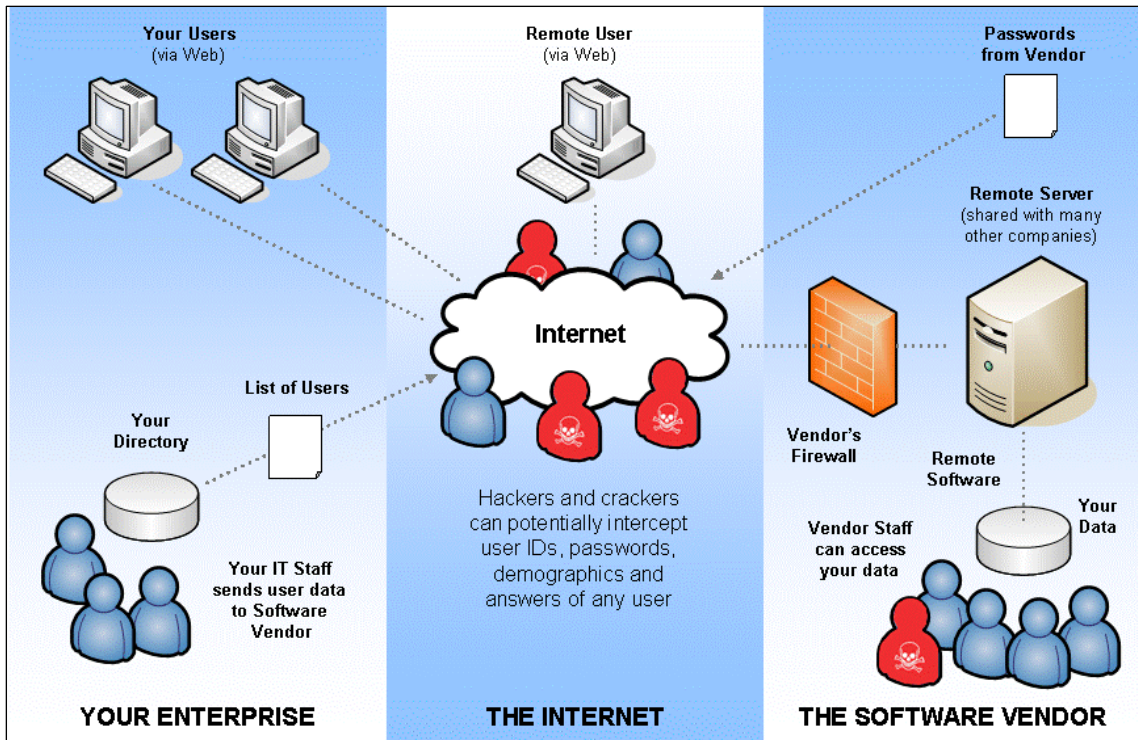 Your Users
(via Web)
Remote User
(via Web)
Passwords
from Vendor
Remote Server
(shared with many
other companies)
Internet
List of Users
Your
Directory
Vendor's
Firewall
Remote
Software
Your
Data
Hackers and crackers
can potentially intercept
user IDs, passwords,
demographics and
answers of any user
Vendor Staff
can access
your data
Your IT Staff
sends user data
to Software
Vendor
YOUR ENTERPRISE
THE INTERNET
THE SOFTWARE VENDOR